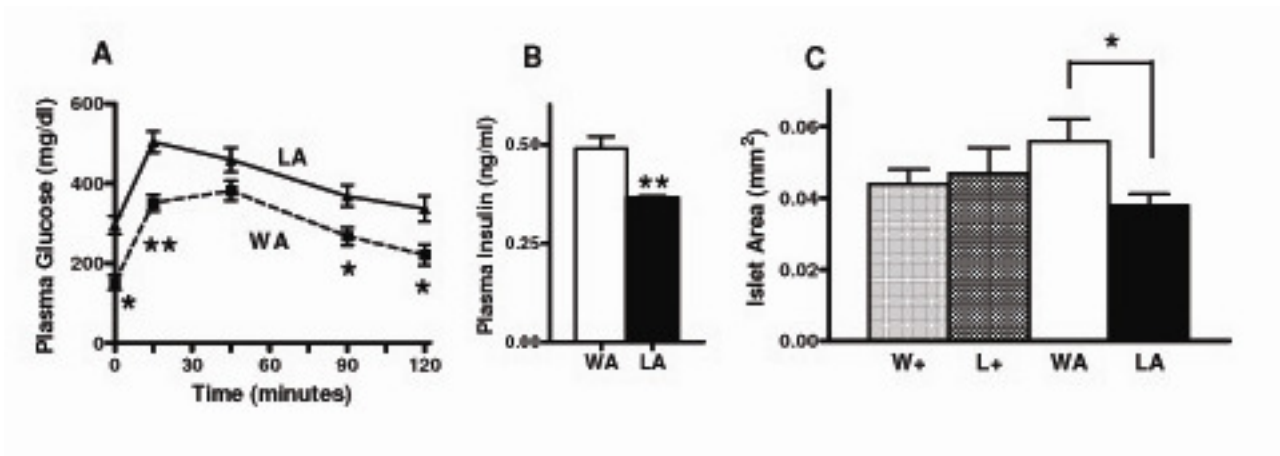 A
Plasma Glucose (mg/dl)
600
400
200
0
LA
WA
**
*
*
*
0 30 60 90 120
Time (minutes)
B
Plasma Insulin (ng/ml)
0.50
0.25
0.00
**
WA LA
C
*
Islet Area (mm²)
0.06
0.04
0.02
0.00
W+ L+ WA LA